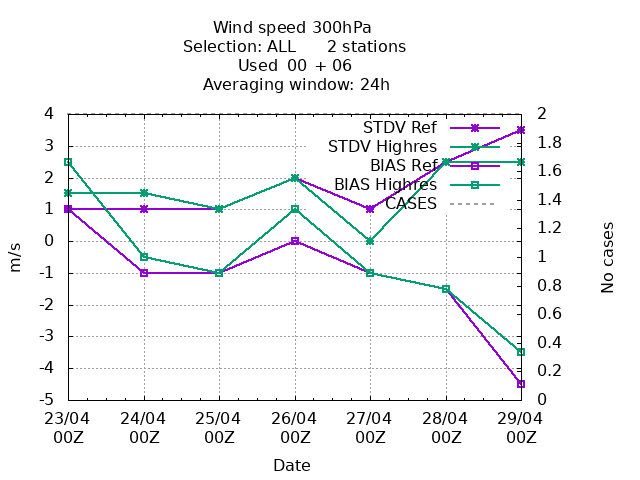 Wind speed 300hPa
Selection: ALL 2 stations
Used 00 + 06
Averaging window: 24h
STDV Ref
STDV Highres
BIAS Ref
BIAS Highres
CASES
m/s
4
3
2
1
0
-1
-2
-3
-4
-5
No cases
2
1.8
1.6
1.4
1.2
1
0.8
0.6
0.4
0.2
0
23/04 24/04 25/04 26/04 27/04 28/04 29/04
00Z 00Z 00Z 00Z 00Z 00Z 00Z
Date